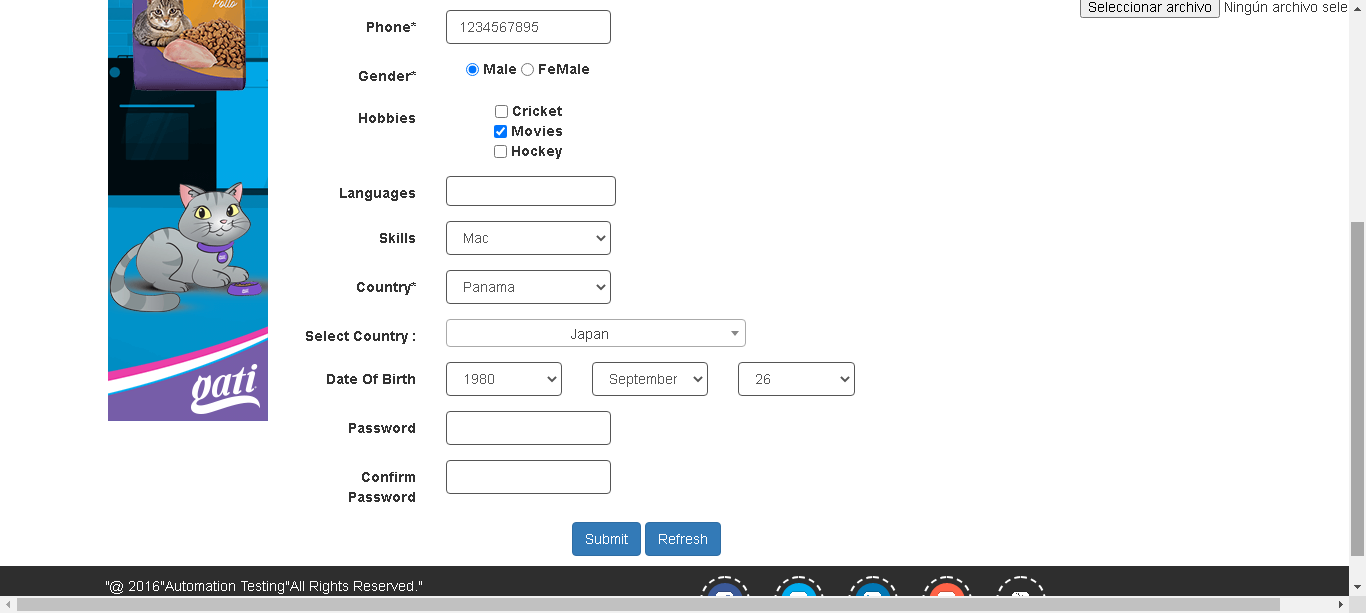 Pollo
Seleccionar archivo Ningún archivo sele
Phone* 1234567895
Gender* Male FeMale
Hobbies Cricket
Movies
Hockey
Languages
Skills Mac
Country* Panama
Select Country : Japan
Date Of Birth 1980 September 26
Password
Confirm
Password
gati
Submit Refresh
"@ 2016"Automation Testing"All Rights Reserved."